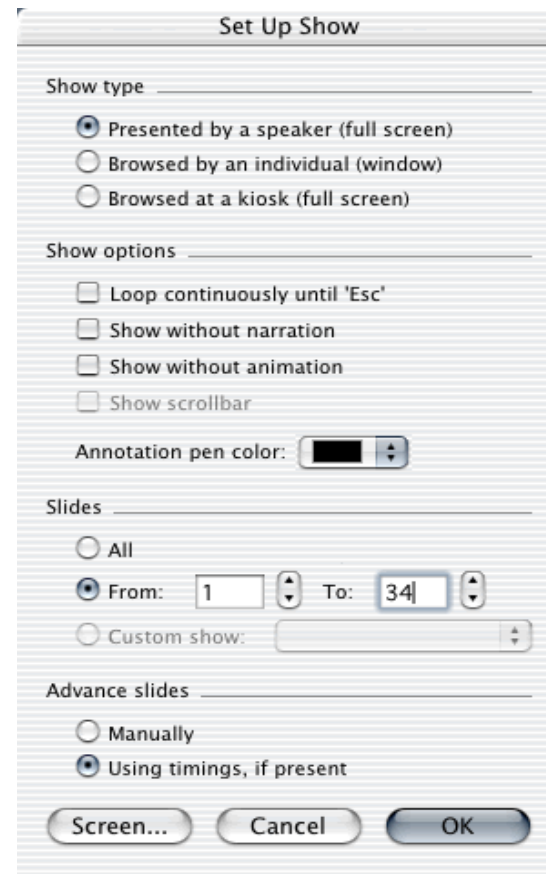 Set Up Show
Show type
Presented by a speaker (full screen)
Browsed by an individual (window)
Browsed at a kiosk (full screen)
Show options
Loop continuously until 'Esc'
Show without narration
Show without animation
Show scrollbar
Annotation pen color:
Slides
All
From: 1 To: 34
Custom show:
Advance slides
Manually
Using timings, if present
Screen... Cancel OK